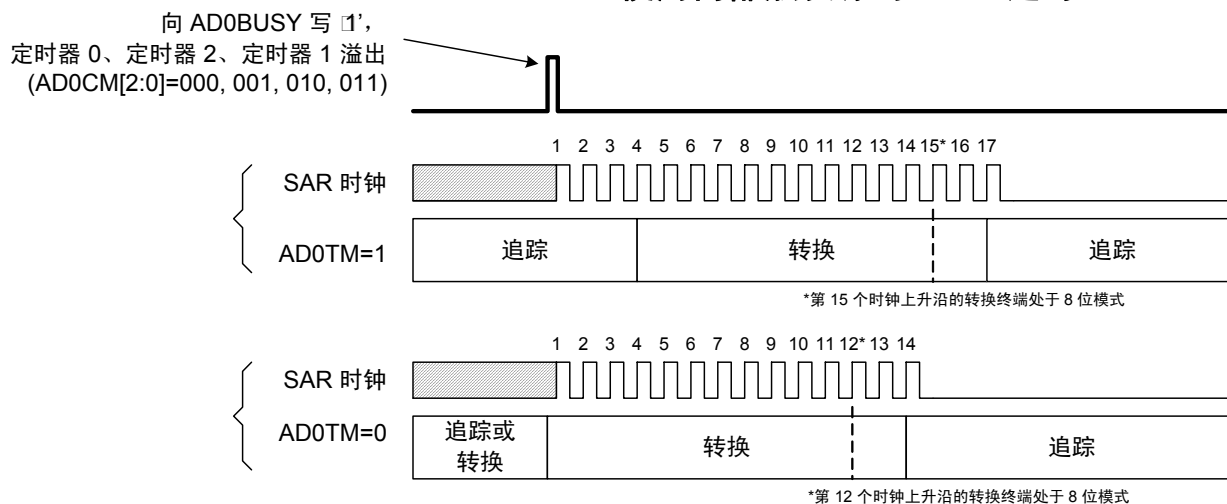 向 AD0BUSY 写 1',
定时器 0、定时器 2、定时器 1 溢出
(AD0CM[2:0]=000, 001, 010, 011)
1 2 3 4 5 6 7 8 9 10 11 12 13 14 15* 16 17
SAR 时钟
AD0TM=1
追踪 转换 追踪
*第 15 个时钟上升沿的转换终端处于 8 位模式
1 2 3 4 5 6 7 8 9 10 11 12* 13 14
SAR 时钟
AD0TM=0
追踪或
转换
转换 追踪
*第 12 个时钟上升沿的转换终端处于 8 位模式